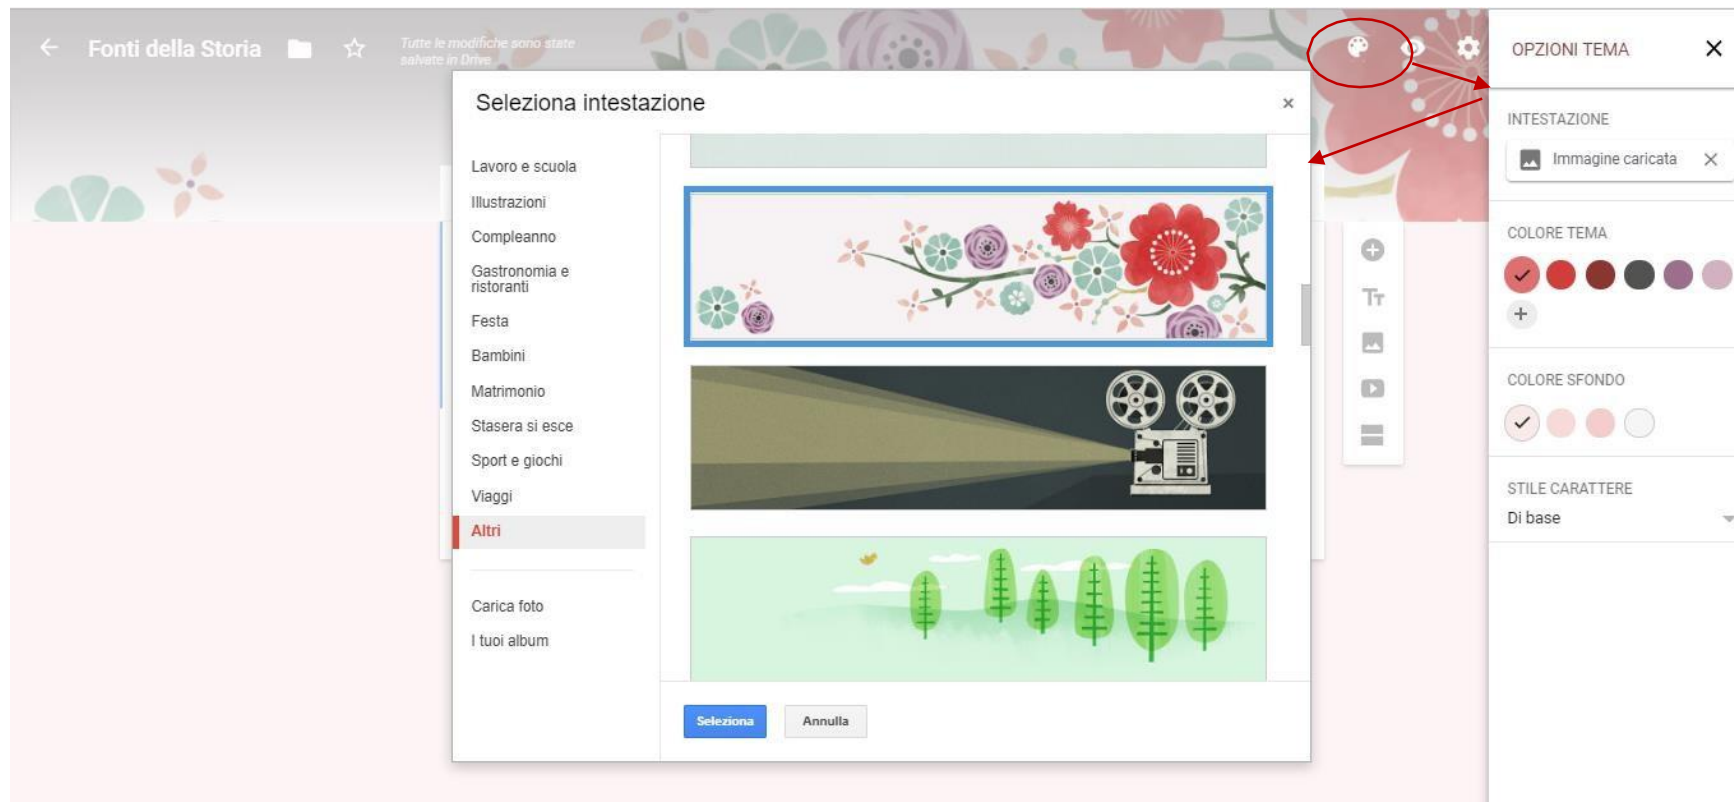 Fonti della Storia
Tutte le modifiche sono state
salvate in Drive
OPZIONI TEMA
Seleziona intestazione
Lavoro e scuola
Illustrazioni
Compleanno
Gastronomia e
ristoranti
Festa
Bambini
Matrimonio
Stasera si esce
Sport e giochi
Viaggi
Altri
Carica foto
I tuoi album
Seleziona
Annulla
Tт
INTESTAZIONE
Immagine caricata
COLORE TEMA
COLORE SFONDO
STILE CARATTERE
Di base